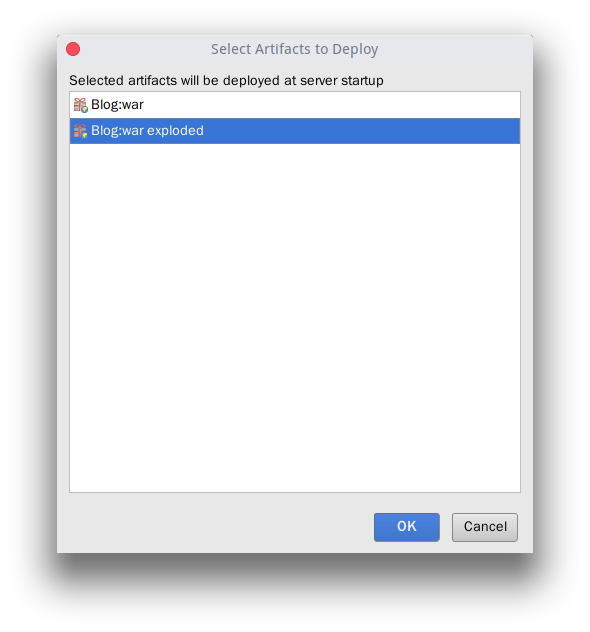 Select Artifacts to Deploy
Selected artifacts will be deployed at server startup
Blog:war
Blog:war exploded
OK
Cancel